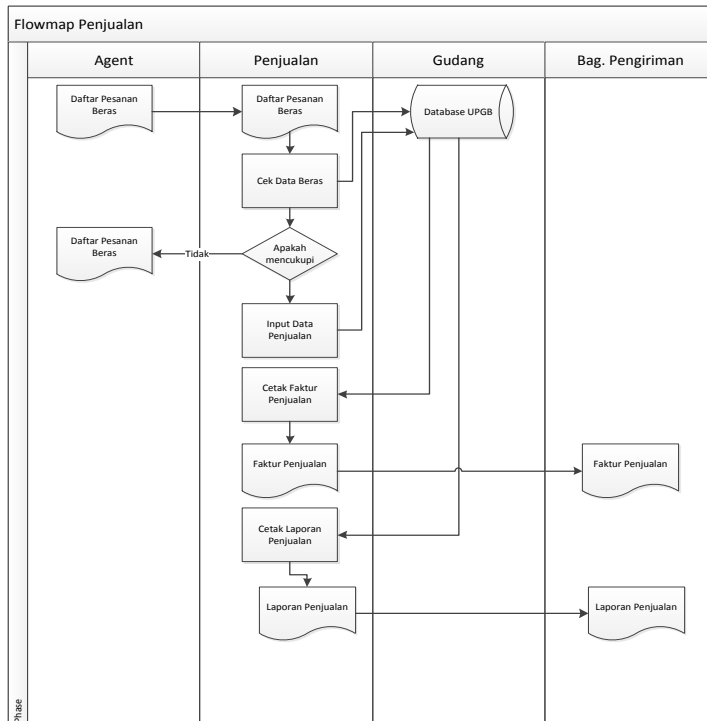 Flowmap Penjualan
Agent
Penjualan
Gudang
Bag. Pengiriman
Daftar Pesanan
Beras
Daftar Pesanan
Beras
Database UPGB
Cek Data Beras
Daftar Pesanan
Beras
Tidak
Apakah
mencukupi
Input Data
Penjualan
Cetak Faktur
Penjualan
Faktur Penjualan
Faktur Penjualan
Cetak Laporan
Penjualan
Laporan Penjualan
Laporan Penjualan
Phase